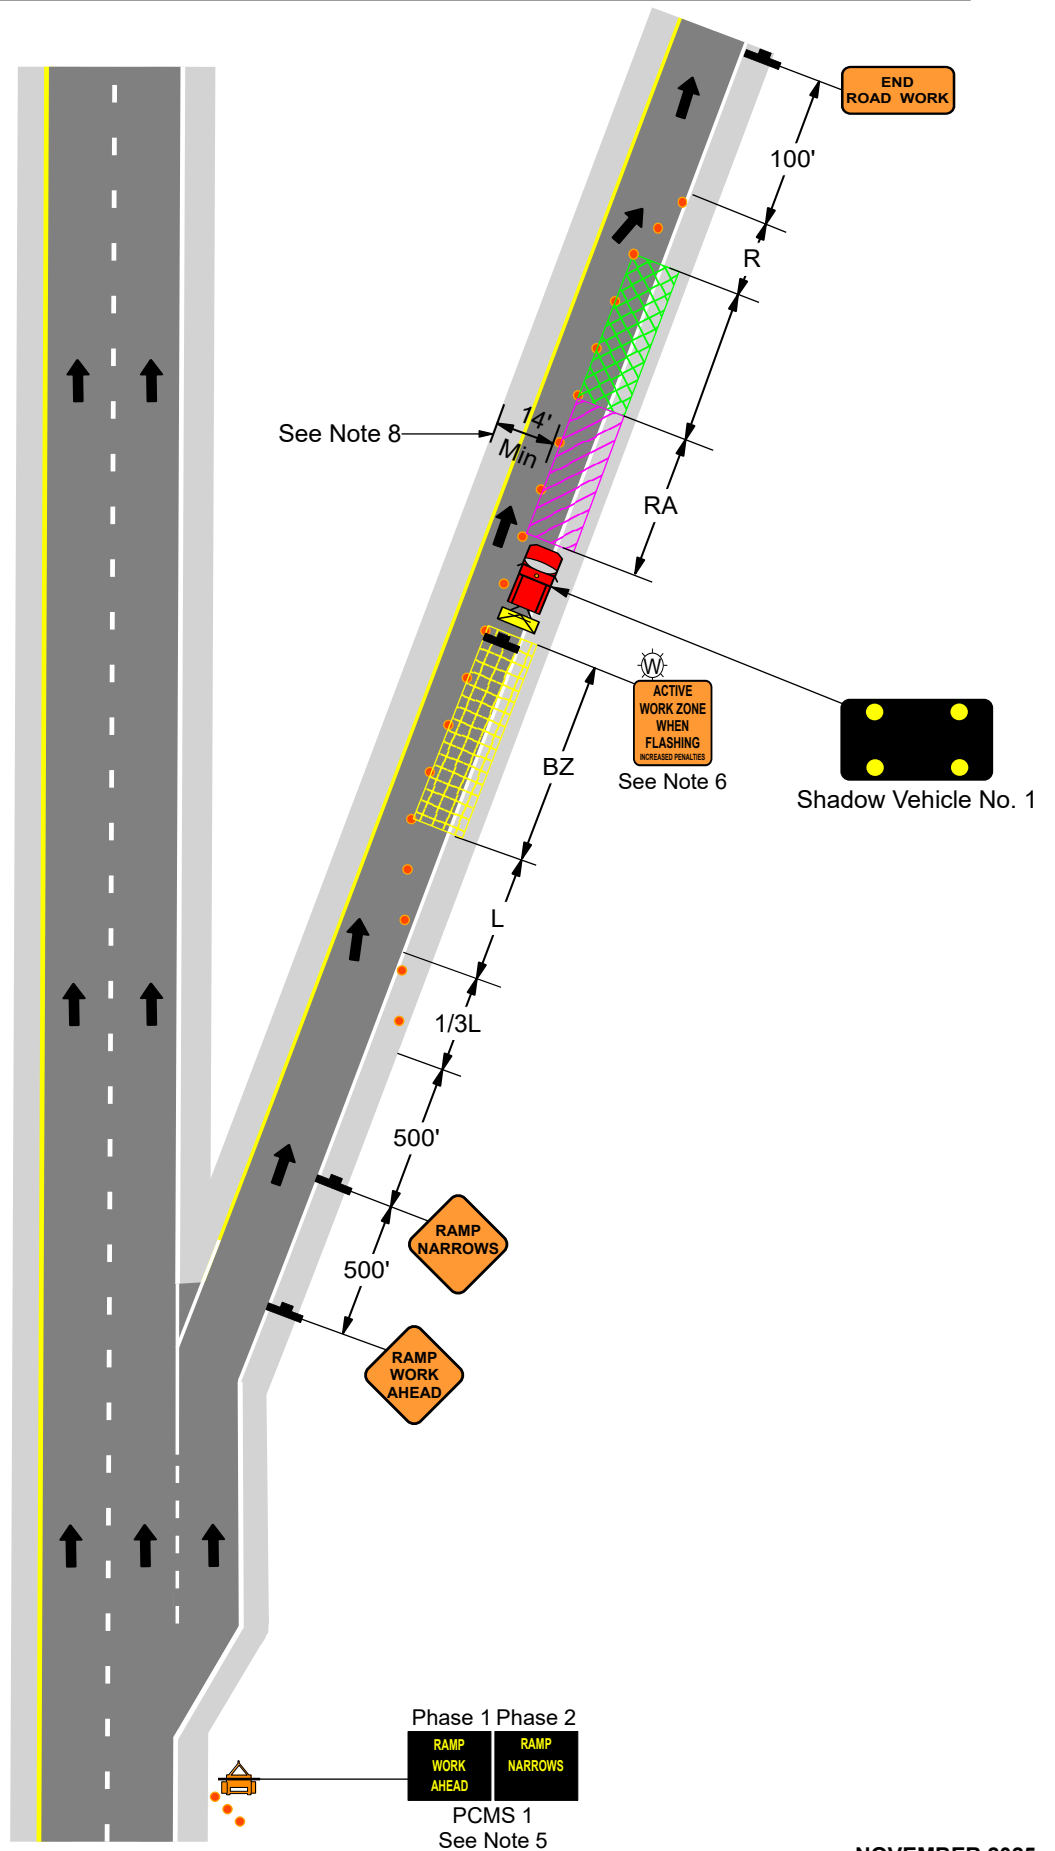 END
ROAD WORK
100'
R
14'
Min
See Note 8
RA
W
ACTIVE
WORK ZONE
WHEN
FLASHING
INCREASED PENALTIES
See Note 6
BZ
Shadow Vehicle No. 1
L
1/3L
500'
RAMP
NARROWS
500'
RAMP
WORK
AHEAD
Phase 1 Phase 2
RAMP
WORK
AHEAD
RAMP
NARROWS
PCMS 1
See Note 5
NOVEMBER 2025